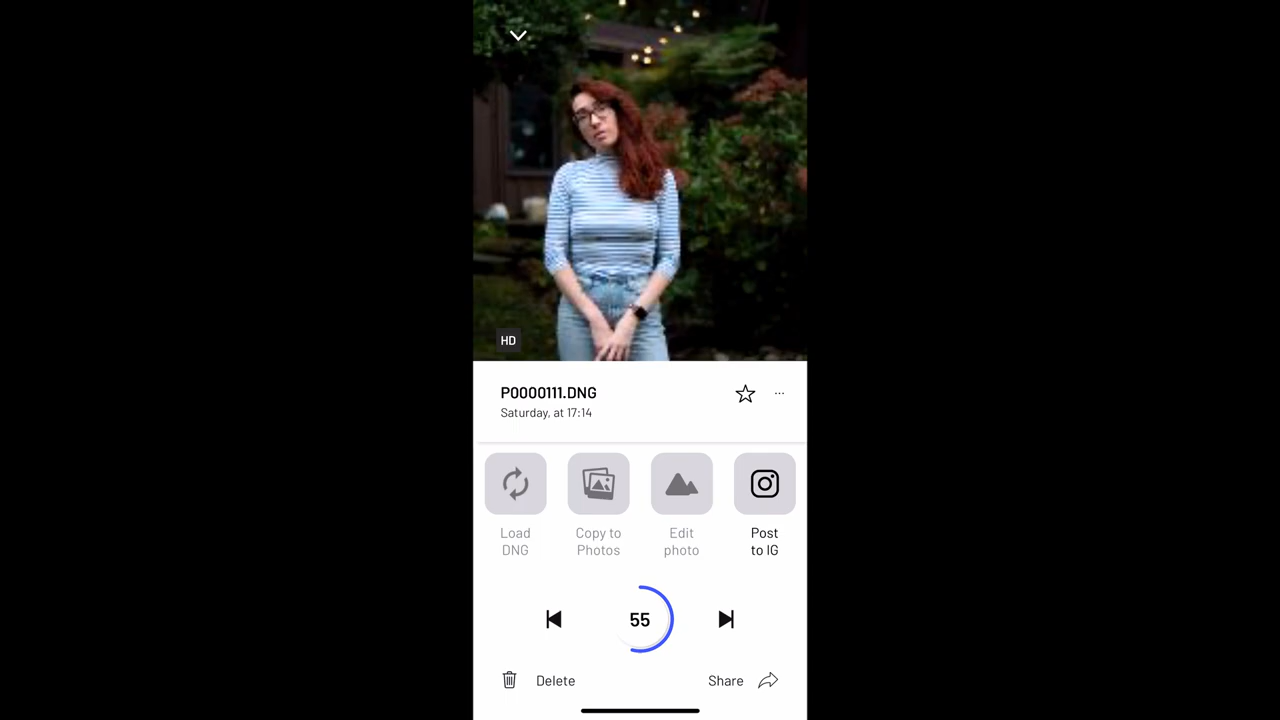 HD
P0000111.DNG
Saturday, at 17:14
Load
DNG
Copy to
Photos
Edit
photo
Post
to IG
55
Delete
Share